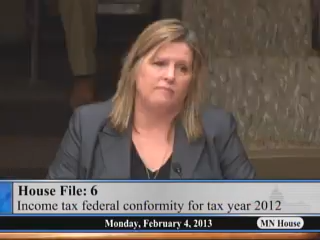 House File: 6
Income tax federal conformity for tax year 2012
Monday, February 4, 2013
MN House